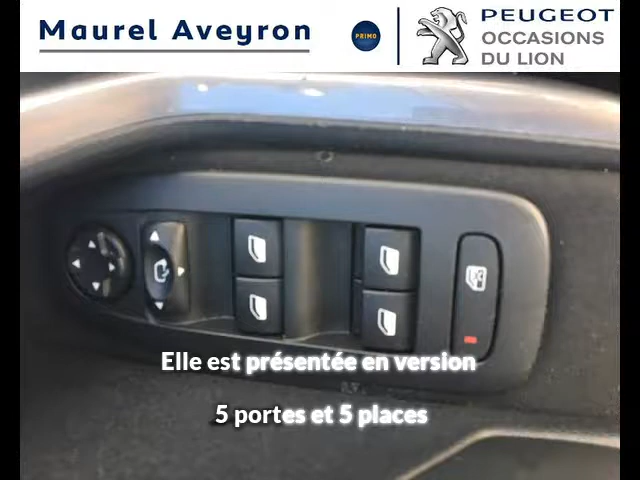 Maurel Aveyron
PRIMO
PEUGEOT
OCCASIONS
DU LION
Elle est présentée en version
5 portes et 5 places